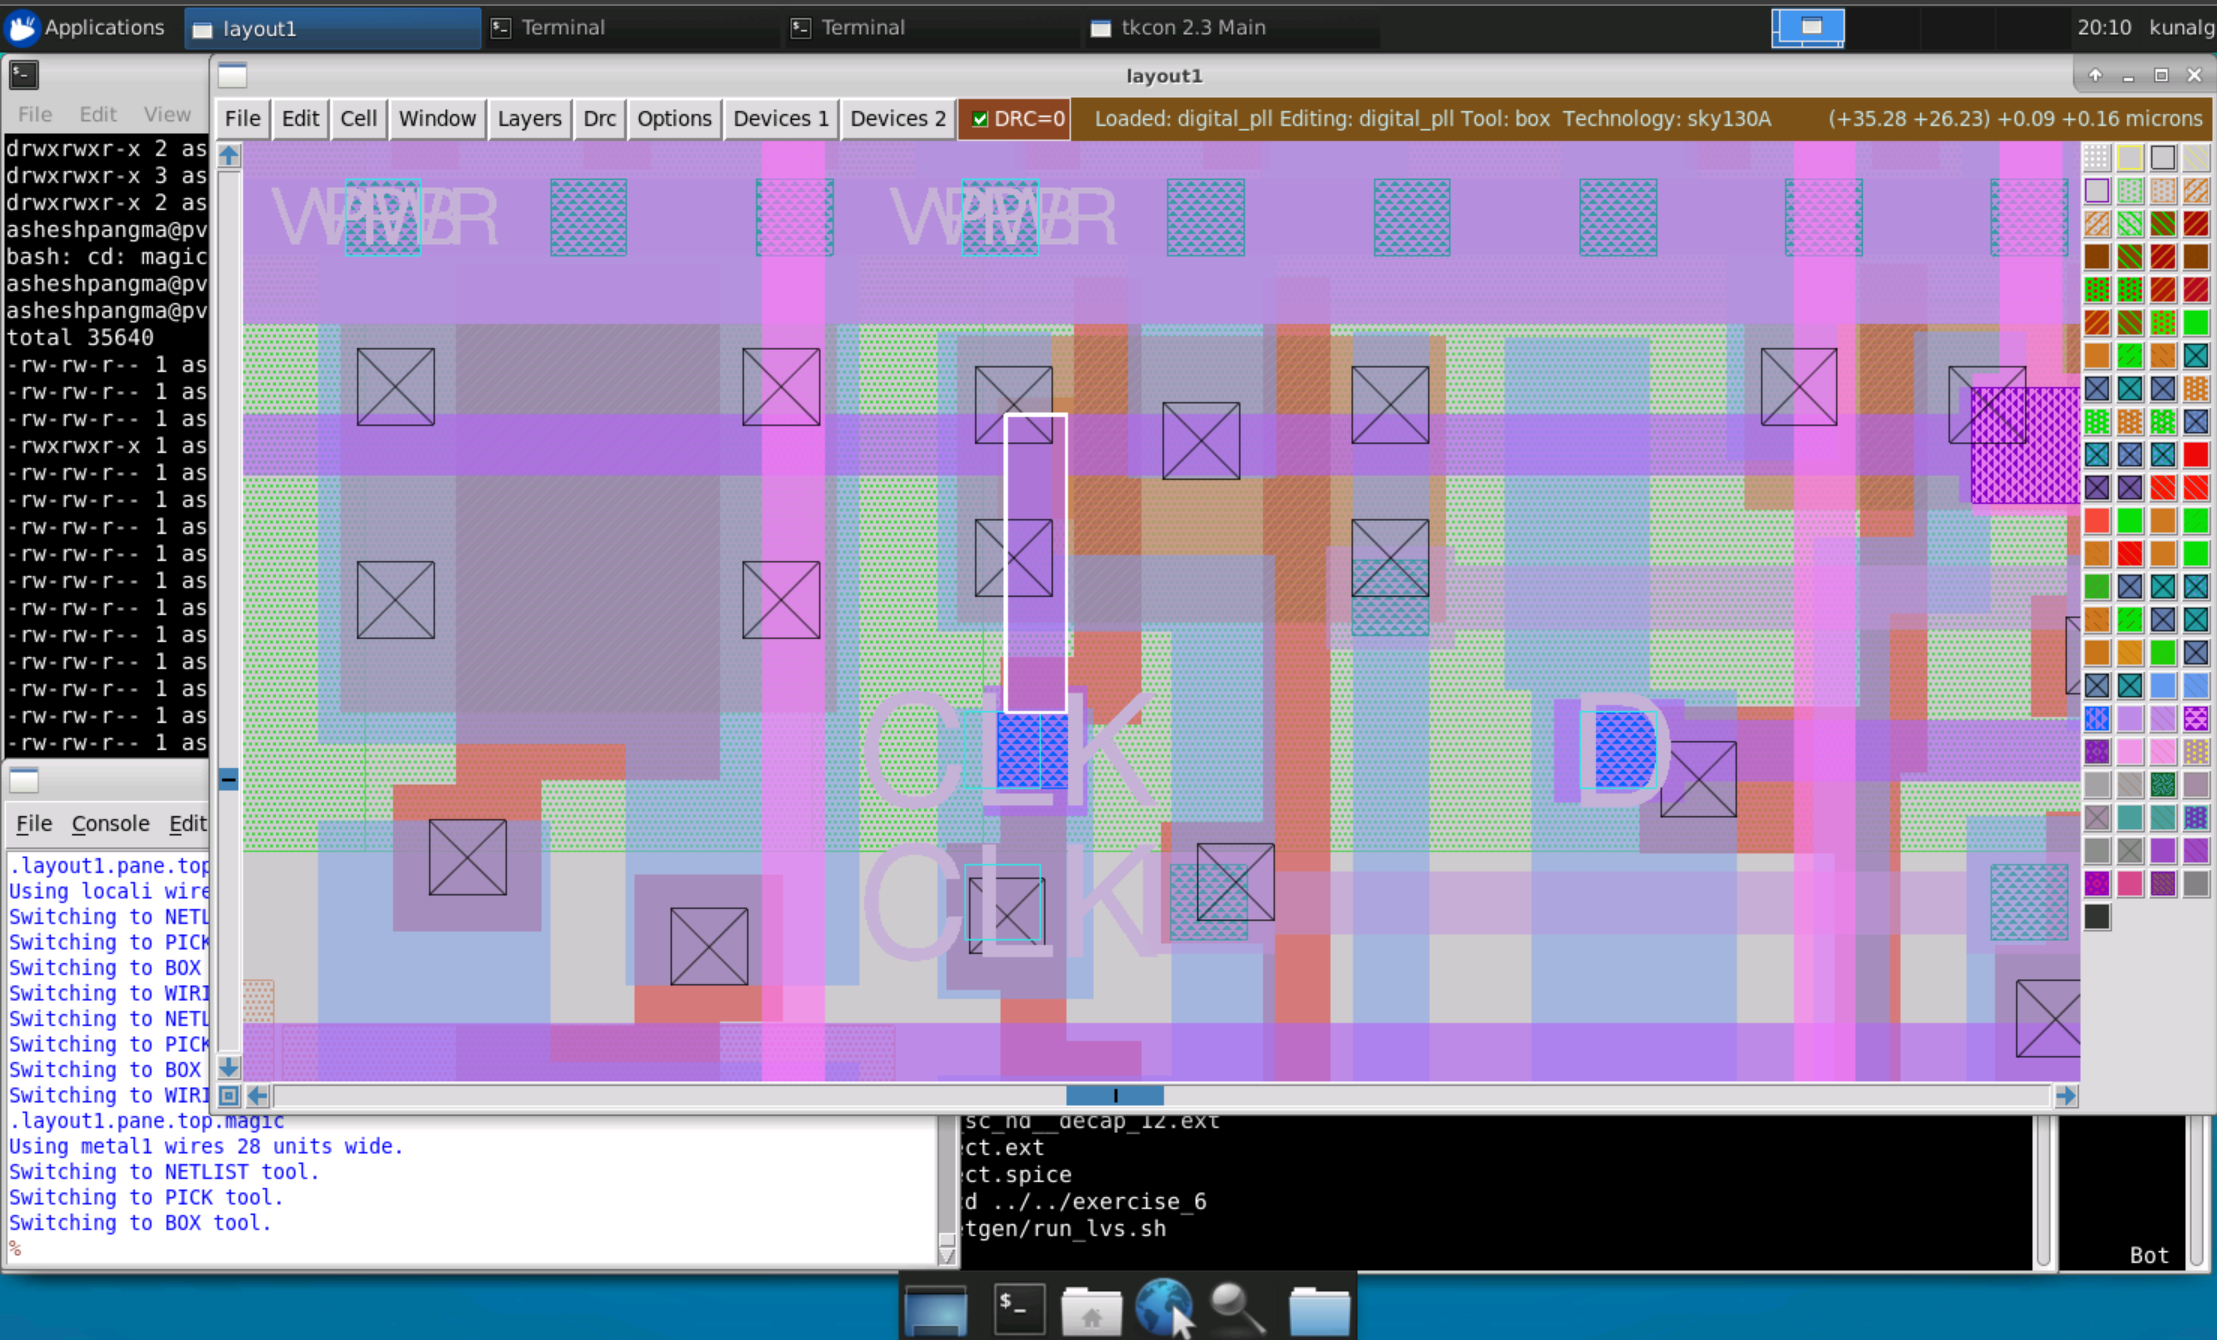 Applications
layout1
Terminal
Terminal
tkcon 2.3 Main
20:10
kunalg
layout1
File Edit View
File Edit Cell Window Layers Drc Options Devices 1 Devices 2 DRC=0 Loaded: digital_pll Editing: digital_pll Tool: box Technology: sky130A (+35.28 +26.23) +0.09 +0.16 microns
drwxrwxr-x 2 as
drwxrwxr-x 3 as
drwxrwxr-x 2 as
asheshpangma@pv
bash: cd: magic
asheshpangma@pv
asheshpangma@pv
total 35640
-rw-rw-r-- 1 as
-rw-rw-r-- 1 as
-rw-rw-r-- 1 as
-rwxrwxr-x 1 as
-rw-rw-r-- 1 as
-rw-rw-r-- 1 as
-rw-rw-r-- 1 as
-rw-rw-r-- 1 as
-rw-rw-r-- 1 as
-rw-rw-r-- 1 as
-rw-rw-r-- 1 as
-rw-rw-r-- 1 as
-rw-rw-r-- 1 as
-rw-rw-r-- 1 as
-rw-rw-r-- 1 as
CLK
D
CLK
File Console Edit
.layout1.pane.top
Using locali wire
Switching to NETL
Switching to PICK
Switching to BOX
Switching to WIRI
Switching to NETL
Switching to PICK
Switching to BOX
Switching to WIRI
.layout1.pane.top.magic
Using metal1 wires 28 units wide.
Switching to NETLIST tool.
Switching to PICK tool.
Switching to BOX tool.
%
sc_hd__decap_12.ext
ect.ext
ect.spice
cd ../../exercise_6
etgen/run_lvs.sh
Bot